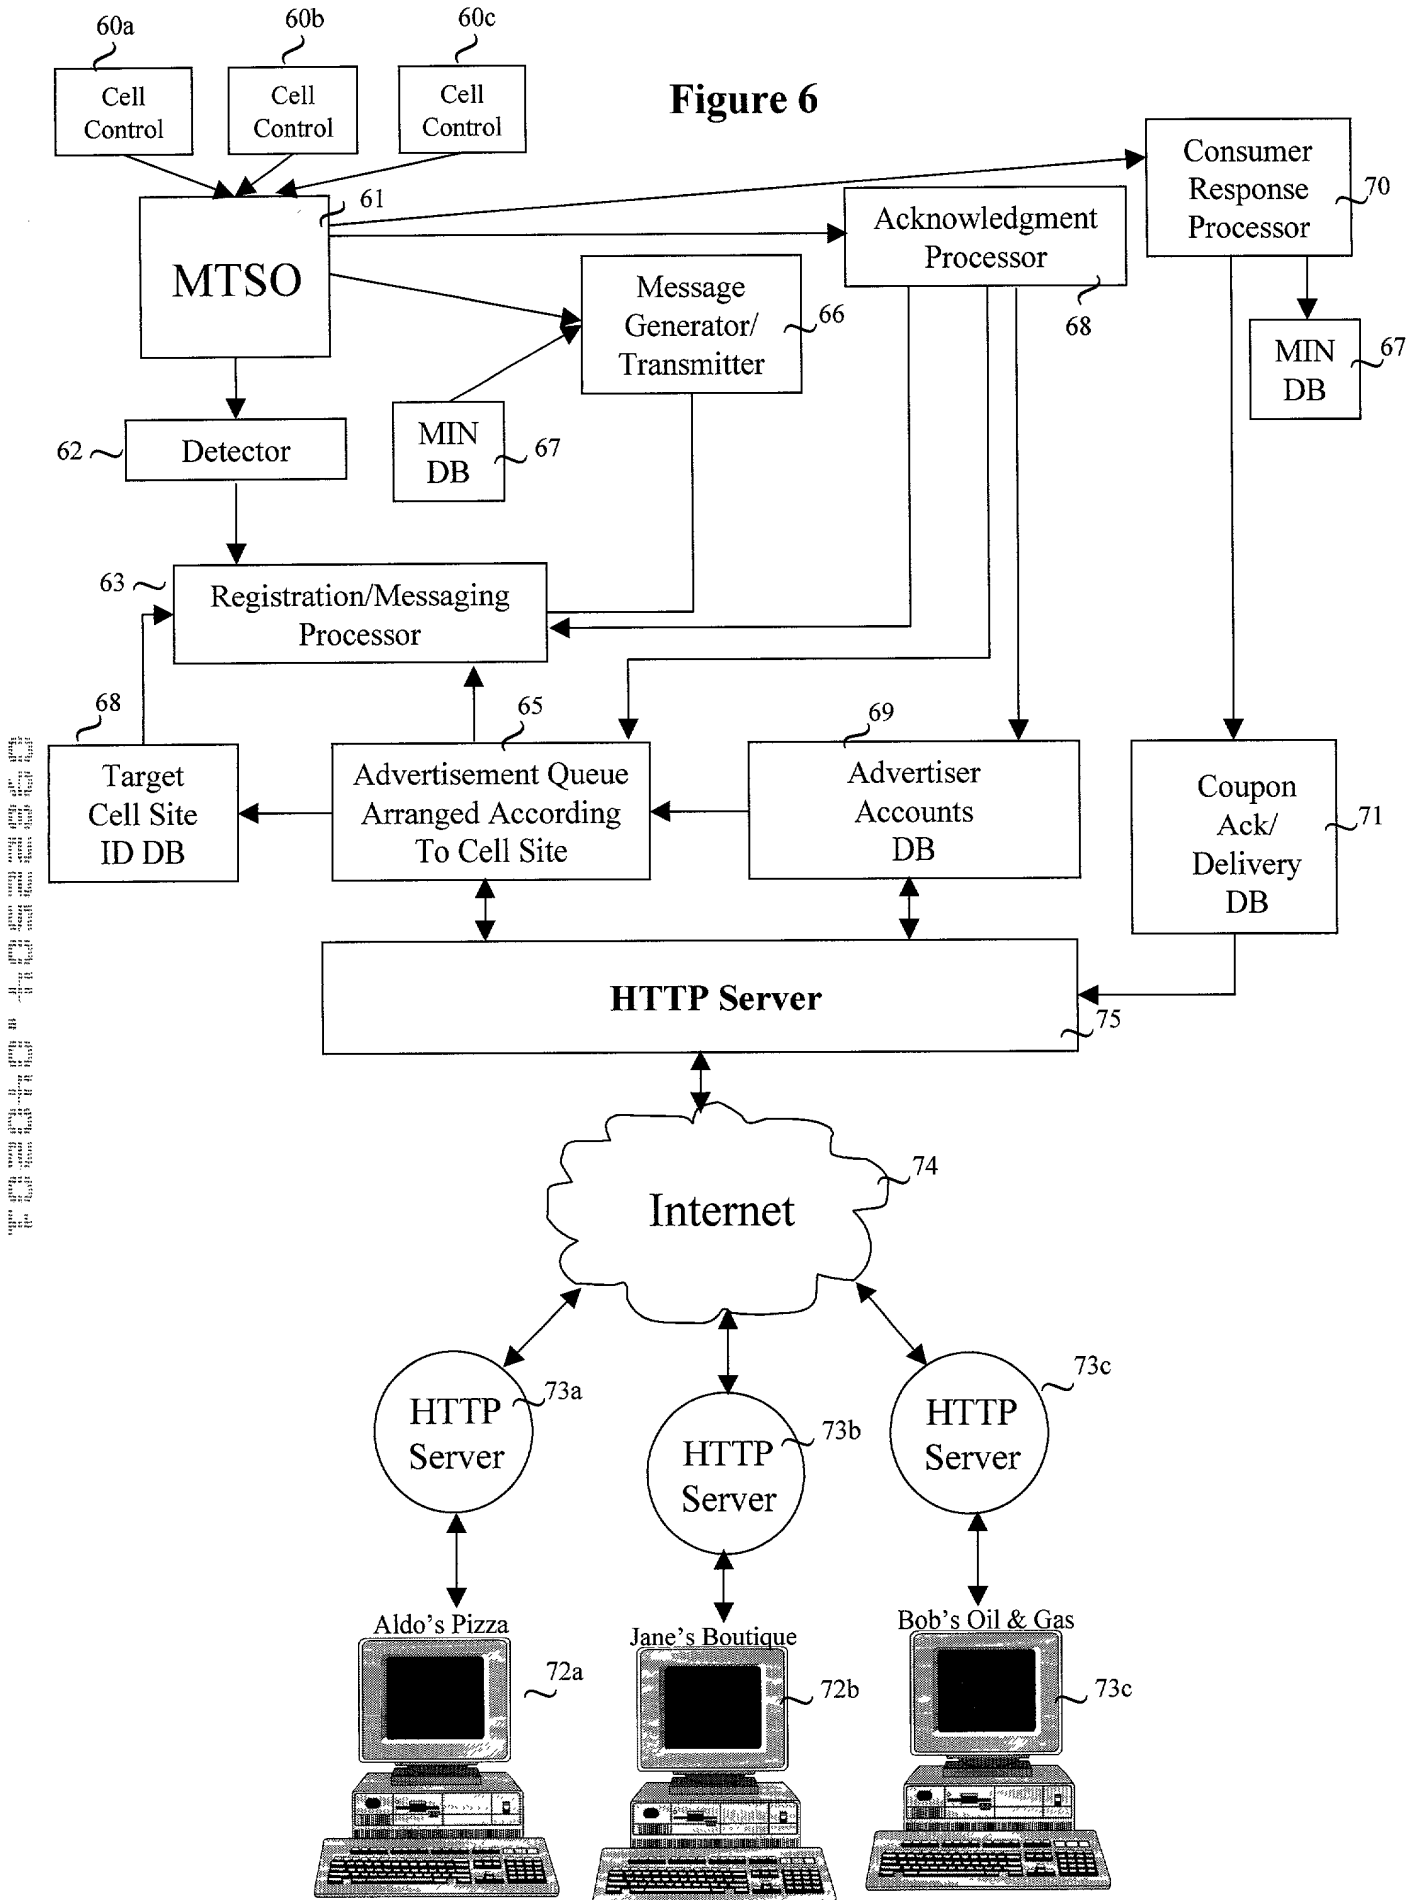 60a
60b
60c
Cell
Control
Cell
Control
Cell
Control
Figure 6
Consumer
Response
Processor
70
61
MTSO
Acknowledgment
Processor
68
Message
Generator/
Transmitter
66
MIN
DB
67
MIN
DB
67
62
Detector
63
Registration/Messaging
Processor
68
65
69
Target
Cell Site
ID DB
Advertisement Queue
Arranged According
To Cell Site
Advertiser
Accounts
DB
Coupon
Ack/
Delivery
DB
71
HTTP Server
75
Internet
74
HTTP
Server
73a
HTTP
Server
73b
HTTP
Server
73c
Aldo's Pizza
Jane's Boutique
Bob's Oil & Gas
72a
72b
73c